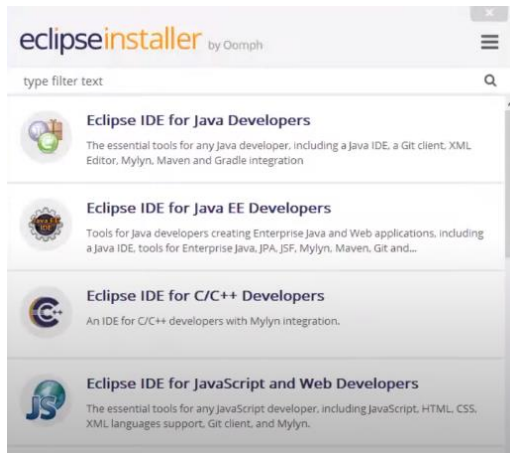 eclipseinstaller by Oomph
type filter text
Eclipse IDE for Java Developers
The essential tools for any Java developer, including a Java IDE, a Git client, XML
Editor, Mylyn, Maven and Gradle integration
Eclipse IDE for Java EE Developers
Tools for Java developers creating Enterprise Java and Web applications, including
a Java IDE, tools for Enterprise Java, JPA, JSF, Mylyn, Maven, Git and...
Eclipse IDE for C/C++ Developers
An IDE for C/C++ developers with Mylyn integration.
Eclipse IDE for JavaScript and Web Developers
JS
The essential tools for any JavaScript developer, including JavaScript, HTML, CSS,
XML languages support, Git client, and Mylyn.